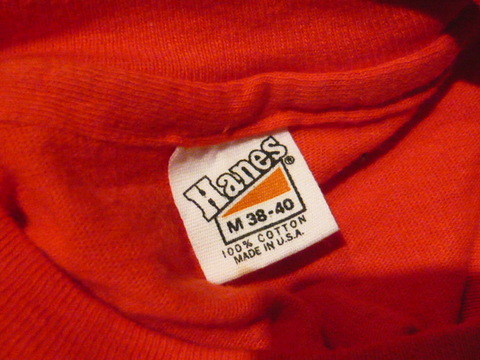 Hanes®
M 38-40
100% COTTON
MADE IN U.S.A.